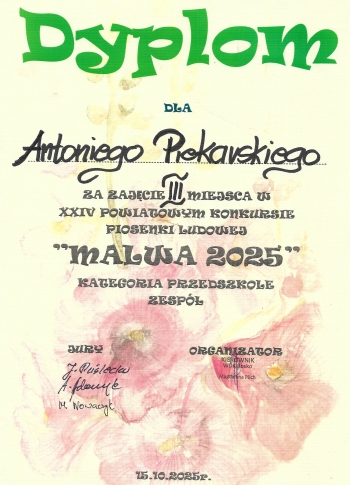 Dyplom
DLA
Antoniego Piekarskiego
ZA ZAJĘCIE III MIEJSCA W
XXIV POWIATOWYM KONKURSIE
PIOSENKI LUDOWEJ
"MALWA 2025"
KATEGORIA PRZEDSZKOLE
ZESPÓŁ
JURY ORGANIZATOR
KIEROWNIK
M. Nowaczyk
15.10.2025r.